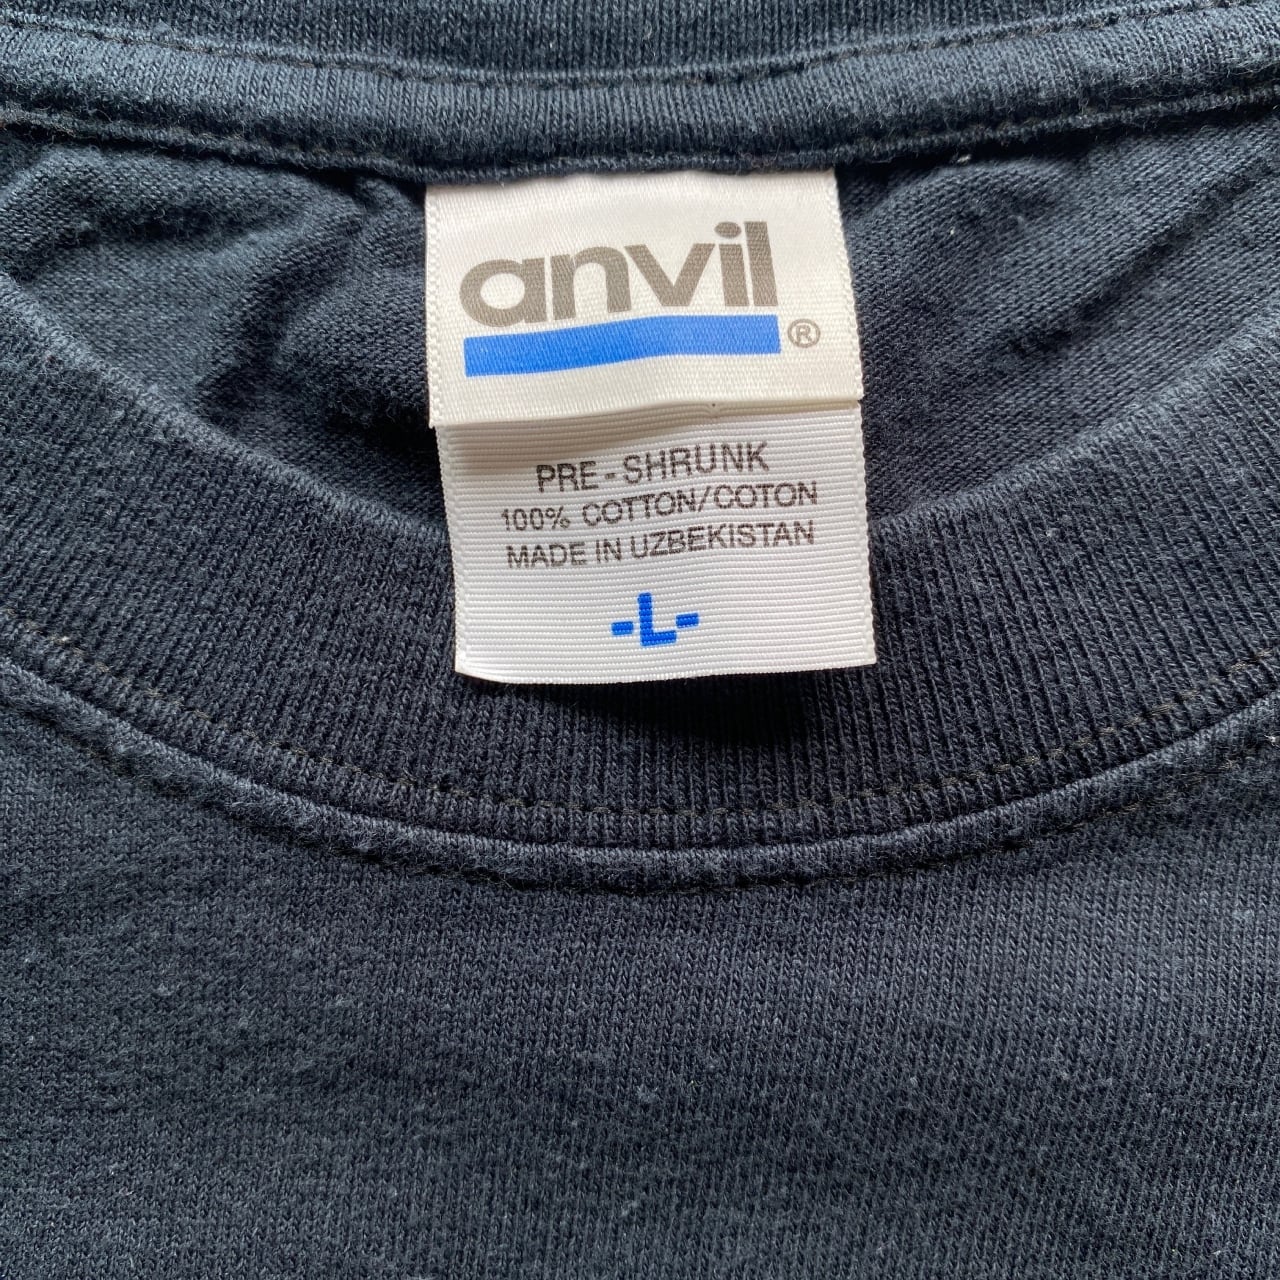 anvil®
PRE-SHRUNK
100% COTTON/COTON
MADE IN UZBEKISTAN
-L-